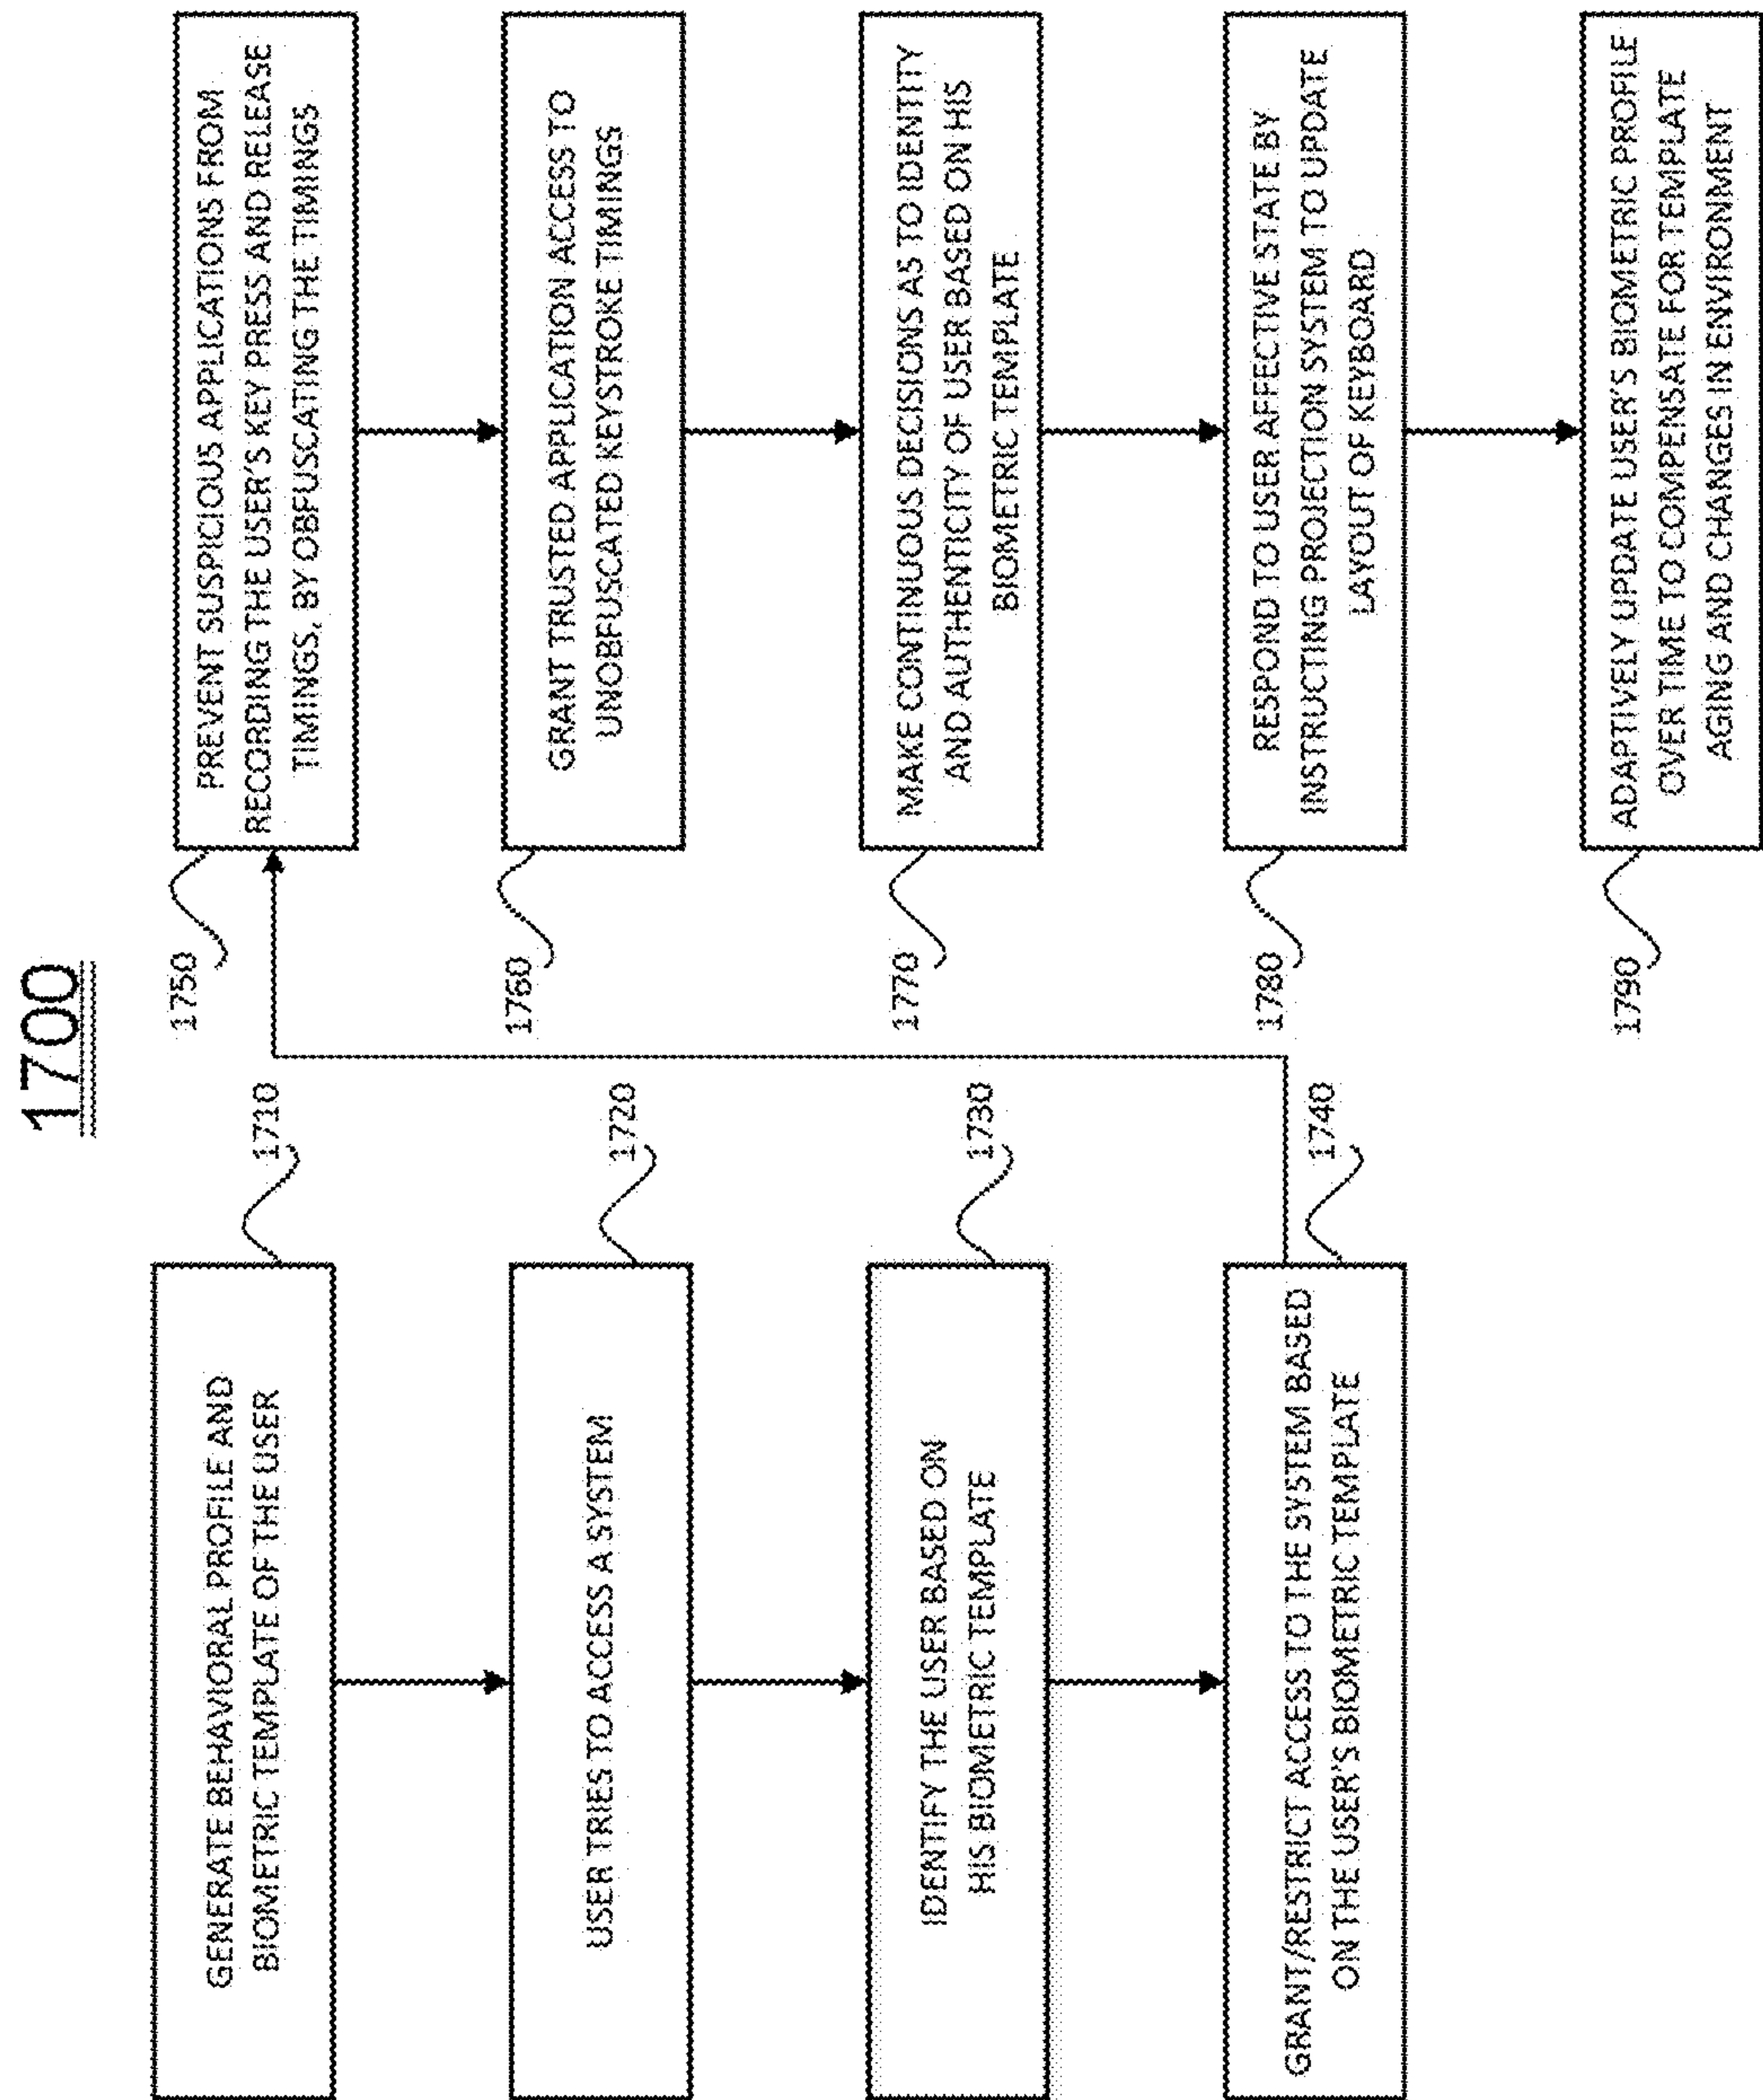 1700
GENERATE BEHAVIORAL PROFILE AND
BIOMETRIC TEMPLATE OF THE USER
1710
USER TRIES TO ACCESS A SYSTEM
1720
IDENTIFY THE USER BASED ON
HIS BIOMETRIC TEMPLATE
1730
GRANT/RESTRICT ACCESS TO THE SYSTEM BASED
ON THE USER'S BIOMETRIC TEMPLATE
1740
1750
PREVENT SUSPICIOUS APPLICATIONS FROM
RECORDING THE USER'S KEY PRESS AND RELEASE
TIMINGS, BY OBFUSCATING THE TIMINGS
1760
GRANT TRUSTED APPLICATION ACCESS TO
UNOBFUSCATED KEYSTROKE TIMINGS
1770
MAKE CONTINUOUS DECISIONS AS TO IDENTITY
AND AUTHENTICITY OF USER BASED ON HIS
BIOMETRIC TEMPLATE
1780
RESPOND TO USER AFFECTIVE STATE BY
INSTRUCTING PROJECTION SYSTEM TO UPDATE
LAYOUT OF KEYBOARD
1790
ADAPTIVELY UPDATE USER'S BIOMETRIC PROFILE
OVER TIME TO COMPENSATE FOR TEMPLATE
AGING AND CHANGES IN ENVIRONMENT